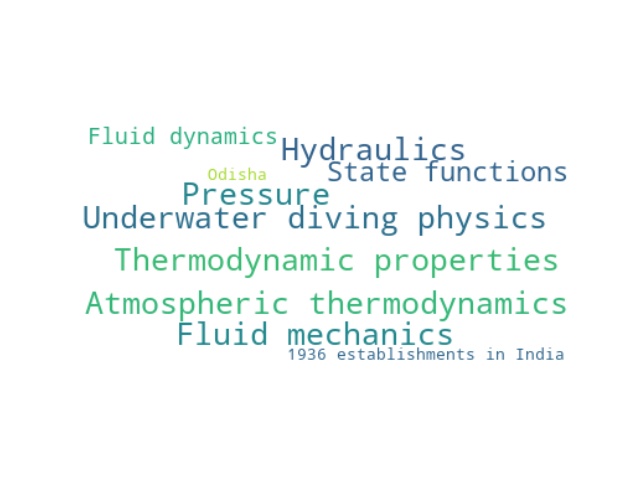 Fluid dynamics
Hydraulics
State functions
Odisha
Pressure
Underwater diving physics
Thermodynamic properties
Atmospheric thermodynamics
Fluid mechanics
1936 establishments in India